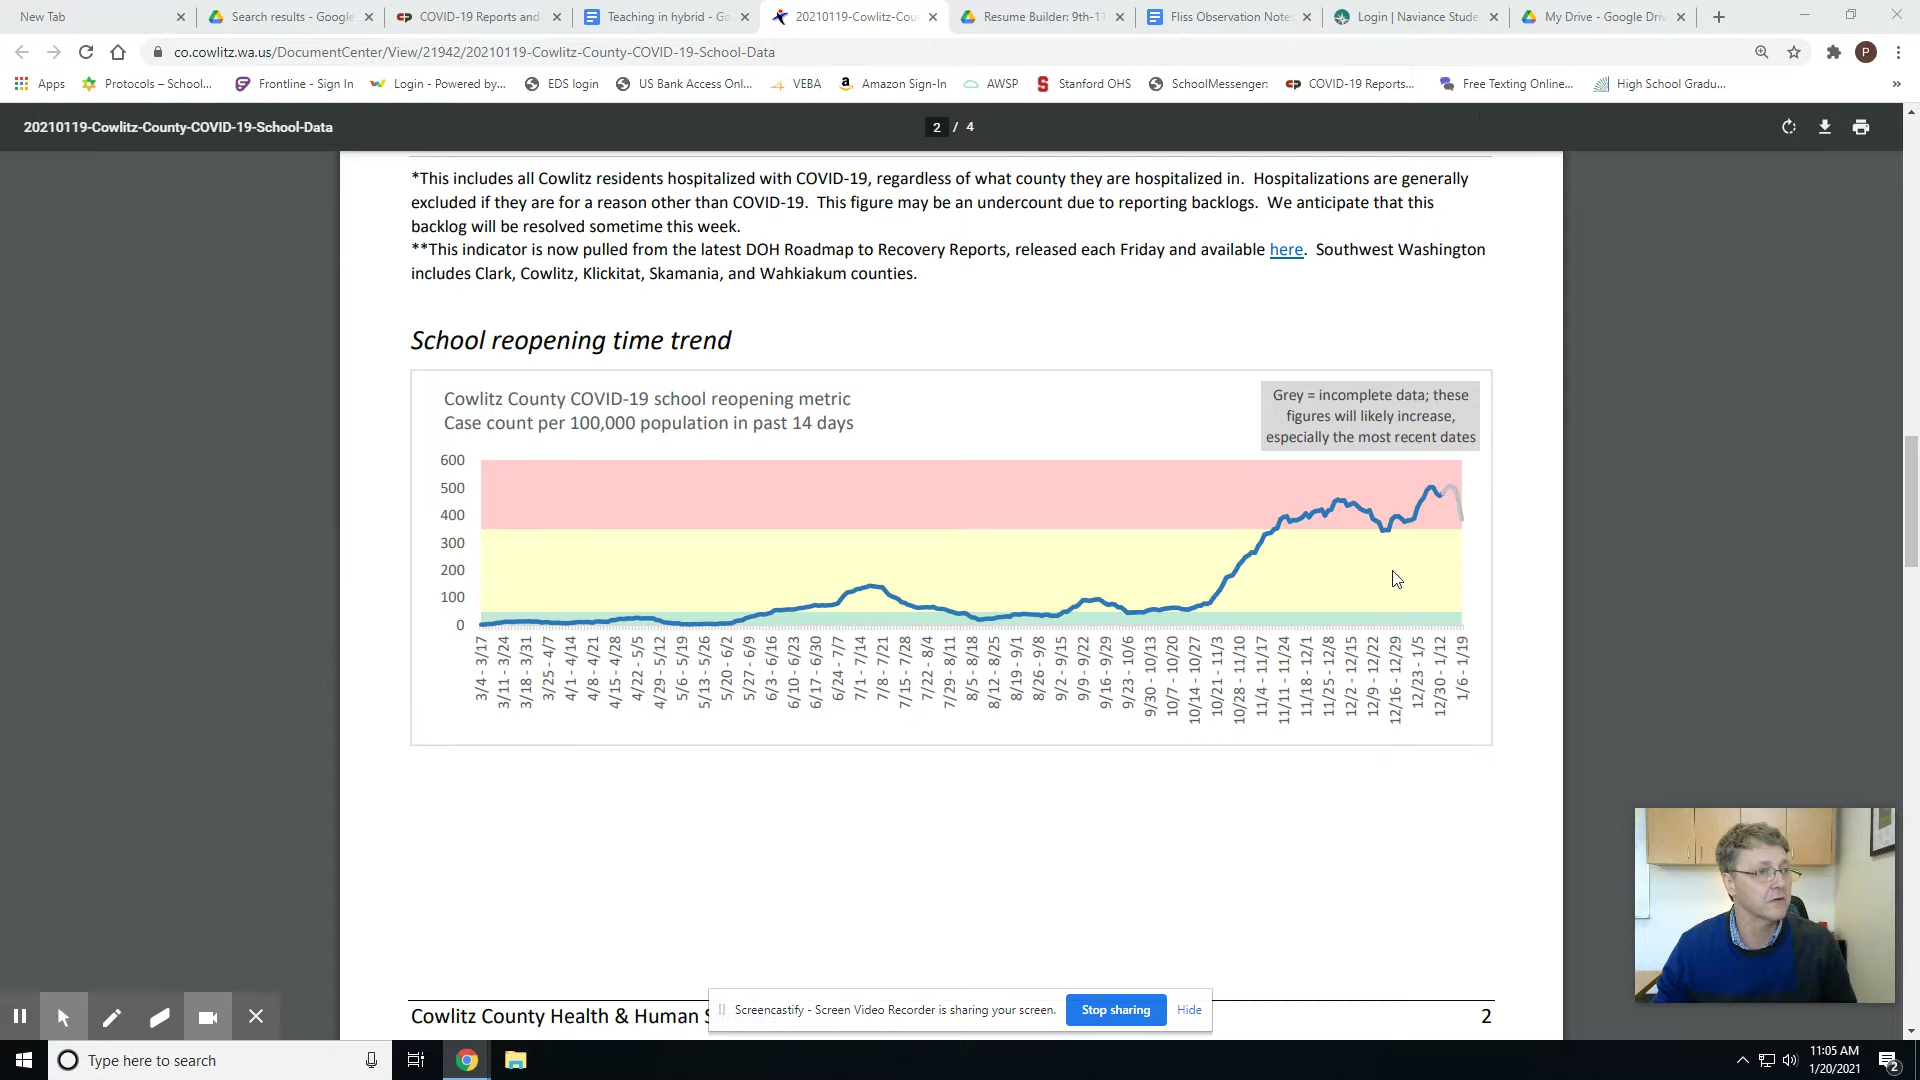 New Tab
Search results - Google
COVID-19 Reports and
Teaching in hybrid - Go
20210119-Cowlitz-Cou
Resume Builder: 9th-1
Fliss Observation Notes
Login | Naviance Stude
My Drive - Google Driv
co.cowlitz.wa.us/DocumentCenter/View/21942/20210119-Cowlitz-County-COVID-19-School-Data
P
Apps
Protocols – School...
Frontline - Sign In
Login - Powered by...
EDS login
US Bank Access Onl...
VEBA
Amazon Sign-In
AWSP
Stanford OHS
SchoolMessenger:
COVID-19 Reports...
Free Texting Online...
High School Gradu...
20210119-Cowlitz-County-COVID-19-School-Data
2 / 4
*This includes all Cowlitz residents hospitalized with COVID-19, regardless of what county they are hospitalized in. Hospitalizations are generally
excluded if they are for a reason other than COVID-19. This figure may be an undercount due to reporting backlogs. We anticipate that this
backlog will be resolved sometime this week.
**This indicator is now pulled from the latest DOH Roadmap to Recovery Reports, released each Friday and available here. Southwest Washington
includes Clark, Cowlitz, Klickitat, Skamania, and Wahkiakum counties.
School reopening time trend
Cowlitz County COVID-19 school reopening metric
Case count per 100,000 population in past 14 days
Grey = incomplete data; these
figures will likely increase,
especially the most recent dates
600
500
400
300
200
100
0
3/4 - 3/17
3/11 - 3/24
3/18 - 3/31
3/25 - 4/7
4/1 - 4/14
4/8 - 4/21
4/15 - 4/28
4/22 - 5/5
4/29 - 5/12
5/6 - 5/19
5/13 - 5/26
5/20 - 6/2
5/27 - 6/9
6/3 - 6/16
6/10 - 6/23
6/17 - 6/30
6/24 - 7/7
7/1 - 7/14
7/8 - 7/21
7/15 - 7/28
7/22 - 8/4
7/29 - 8/11
8/5 - 8/18
8/12 - 8/25
8/19 - 9/1
8/26 - 9/8
9/2 - 9/15
9/9 - 9/22
9/16 - 9/29
9/23 - 10/6
9/30 - 10/13
10/7 - 10/20
10/14 - 10/27
10/21 - 11/3
10/28 - 11/10
11/4 - 11/17
11/11 - 11/24
11/18 - 12/1
11/25 - 12/8
12/2 - 12/15
12/9 - 12/22
12/16 - 12/29
12/23 - 1/5
12/30 - 1/12
1/6 - 1/19
Cowlitz County Health & Human S
2
Screencastify - Screen Video Recorder is sharing your screen.
Stop sharing
Hide
Type here to search
11:05 AM
1/20/2021
2